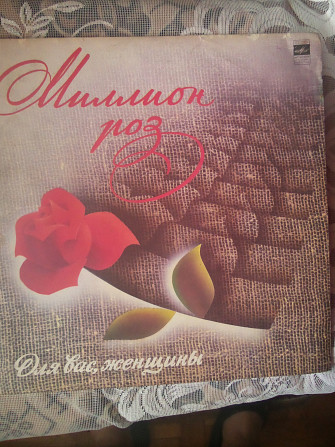 Миллион
роз
Для вас, женщины